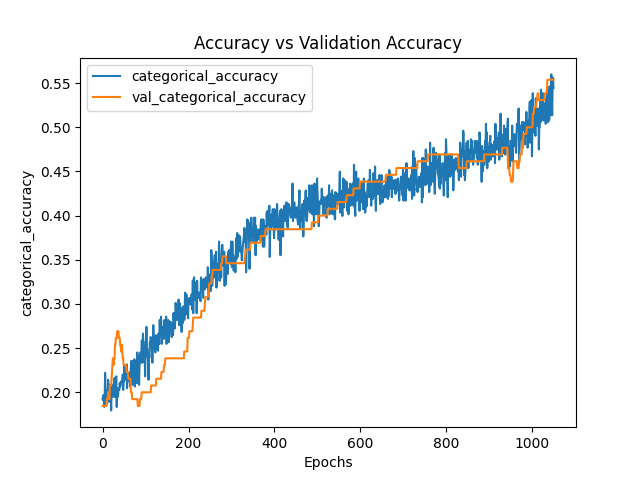 Accuracy vs Validation Accuracy
categorical_accuracy
val_categorical_accuracy
categorical_accuracy
0.55
0.50
0.45
0.40
0.35
0.30
0.25
0.20
0 200 400 600 800 1000
Epochs